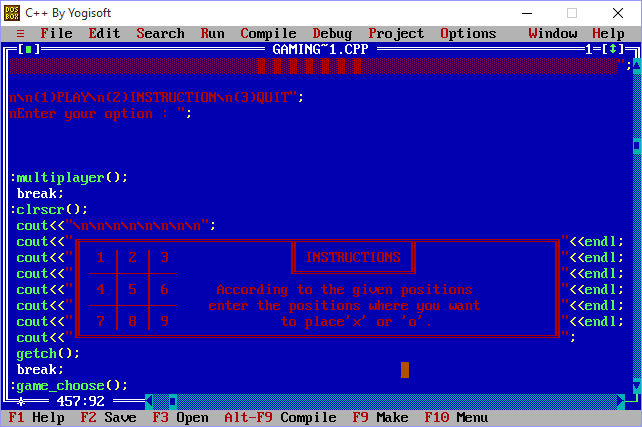 DOS BOX C++ By Yogisoft
≡ File Edit Search Run Compile Debug Project Options Window Help
[■] GAMING~1.CPP 1=[↕]
";
n\n(1)PLAY\n(2)INSTRUCTION\n(3)QUIT";
nEnter your option : ";
:multiplayer();
break;
:clrscr();
cout<<"\n\n\n\n\n\n\n\n\n";
cout<<" "<<endl;
cout<<" 1 | 2 | 3 INSTRUCTIONS "<<endl;
cout<<" "<<endl;
cout<<" 4 | 5 | 6 According to the given positions "<<endl;
cout<<" enter the positions where you want "<<endl;
cout<<" 7 | 8 | 9 to place'x' or 'o'. "<<endl;
cout<<" ";
getch();
break;
:game_choose();
* 457:92
F1 Help F2 Save F3 Open Alt-F9 Compile F9 Make F10 Menu